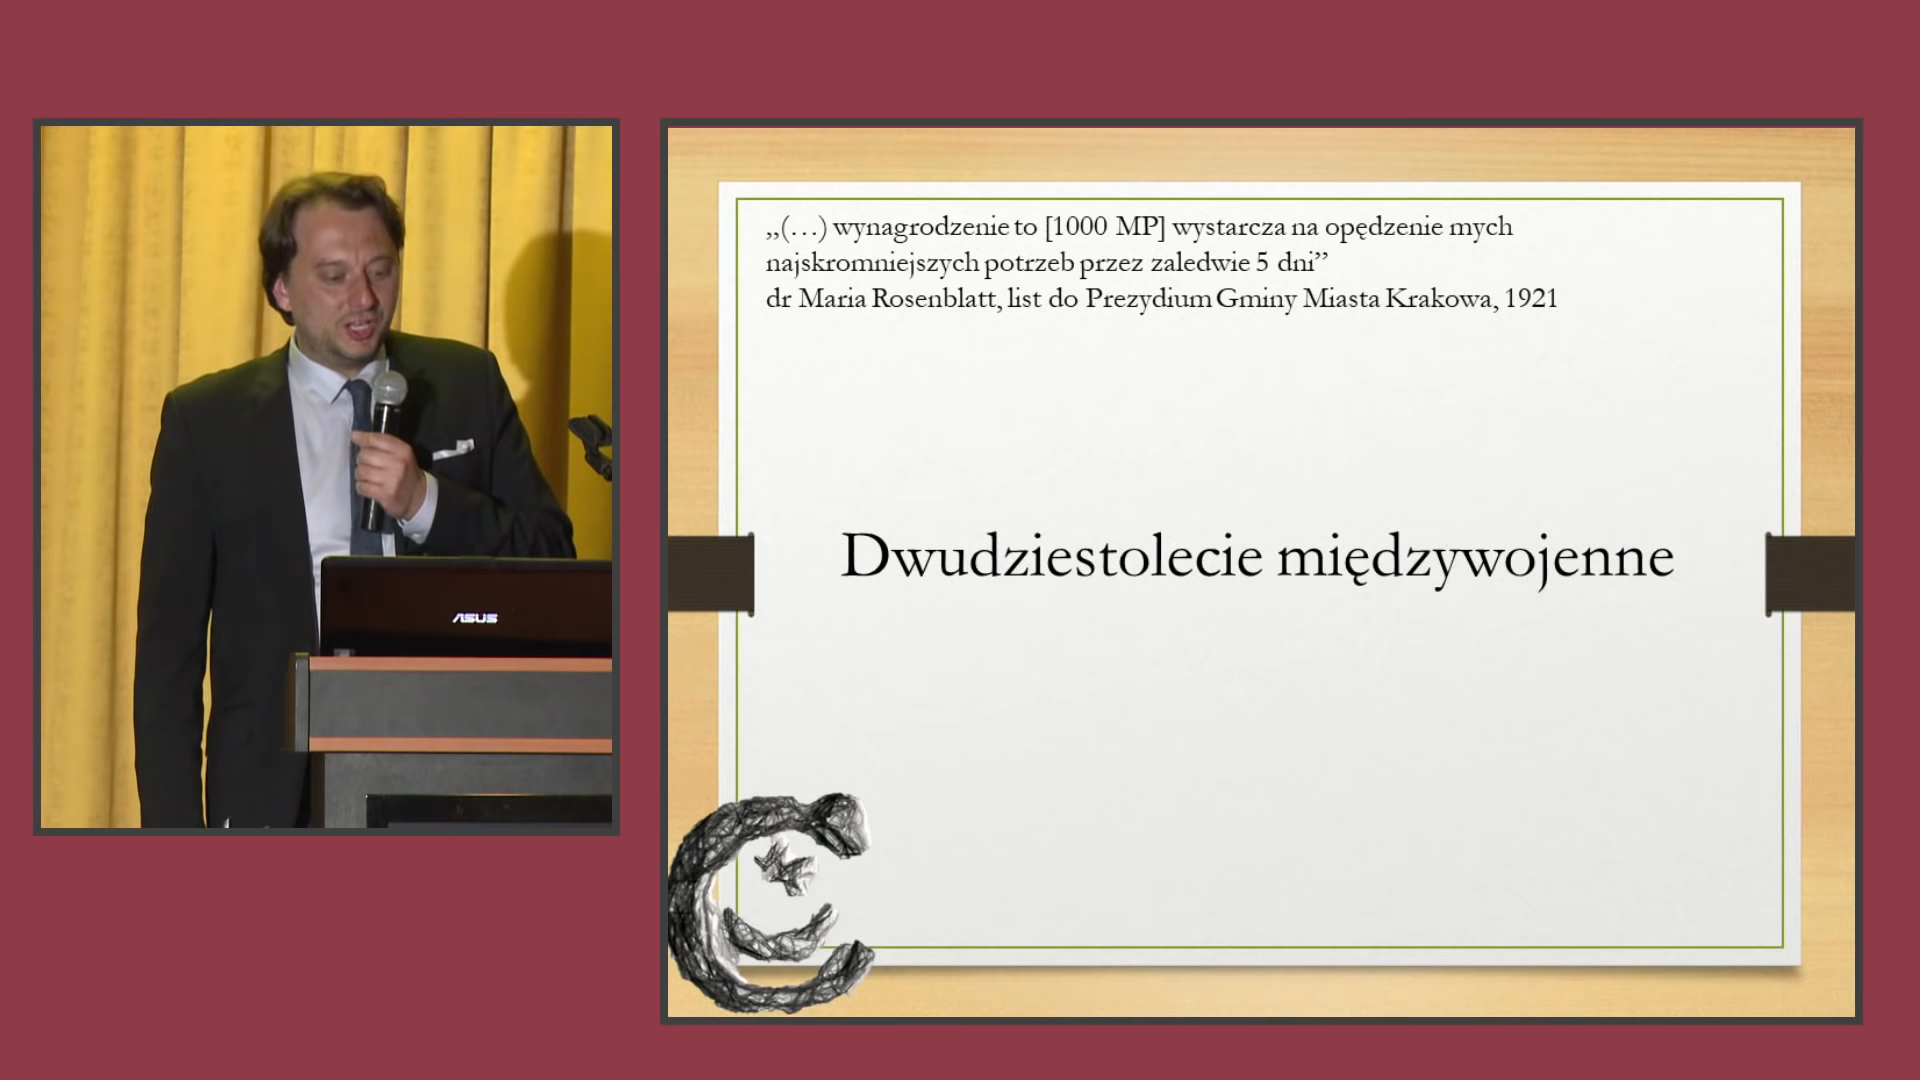 ASUS
„(…) wynagrodzenie to [1000 MP] wystarcza na opędzenie mych
najskromniejszych potrzeb przez zaledwie 5 dni”
dr Maria Rosenblatt, list do Prezydium Gminy Miasta Krakowa, 1921
Dwudziestolecie międzywojenne